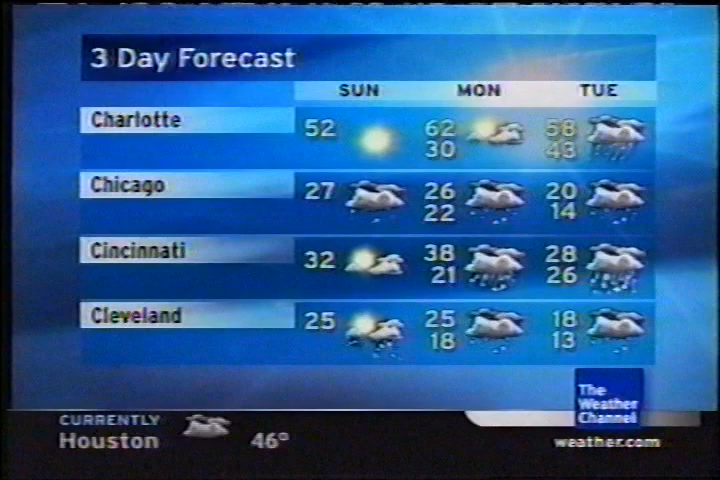 3 Day Forecast
SUN MON TUE
Charlotte 52 62 30 58 43
Chicago 27 26 22 20 14
Cincinnati 32 38 21 28 26
Cleveland 25 25 18 18 13
The
Weather
Channel
CURRENTLY
Houston 46°
weather.com